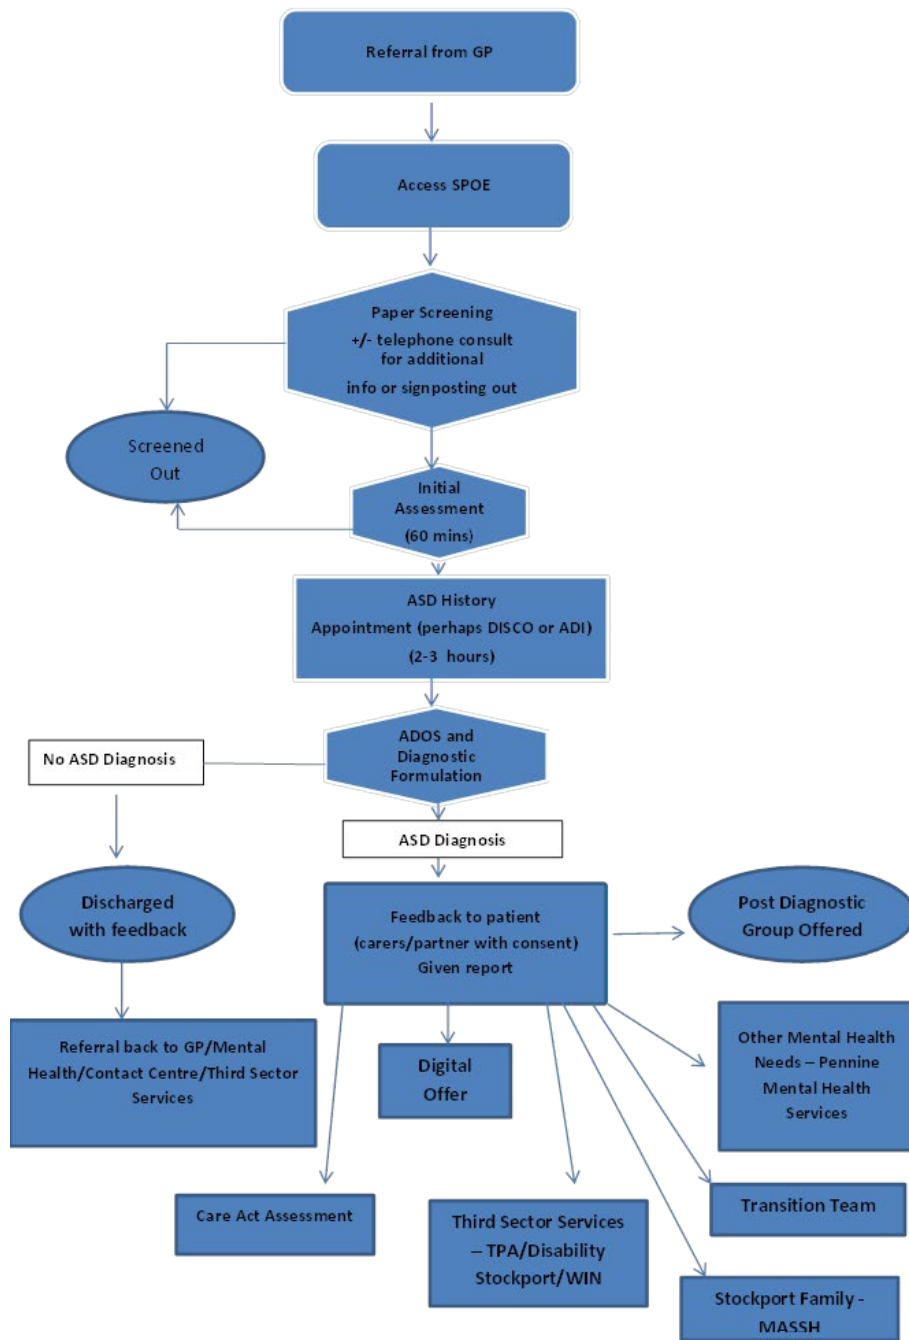 Referral from GP
Access SPOE
Paper Screening
+/- telephone consult
for additional
info or signposting out
Screened
Out
Initial
Assessment
(60 mins)
ASD History
Appointment (perhaps DISCO or ADI)
(2-3 hours)
ADOS and
Diagnostic
Formulation
No ASD Diagnosis
ASD Diagnosis
Discharged
with feedback
Feedback to patient
(carers/partner with consent)
Given report
Post Diagnostic
Group Offered
Referral back to GP/Mental
Health/Contact Centre/Third Sector
Services
Digital
Offer
Other Mental Health
Needs – Pennine
Mental Health
Services
Care Act Assessment
Third Sector Services
– TPA/Disability
Stockport/WIN
Transition Team
Stockport Family -
MASSH